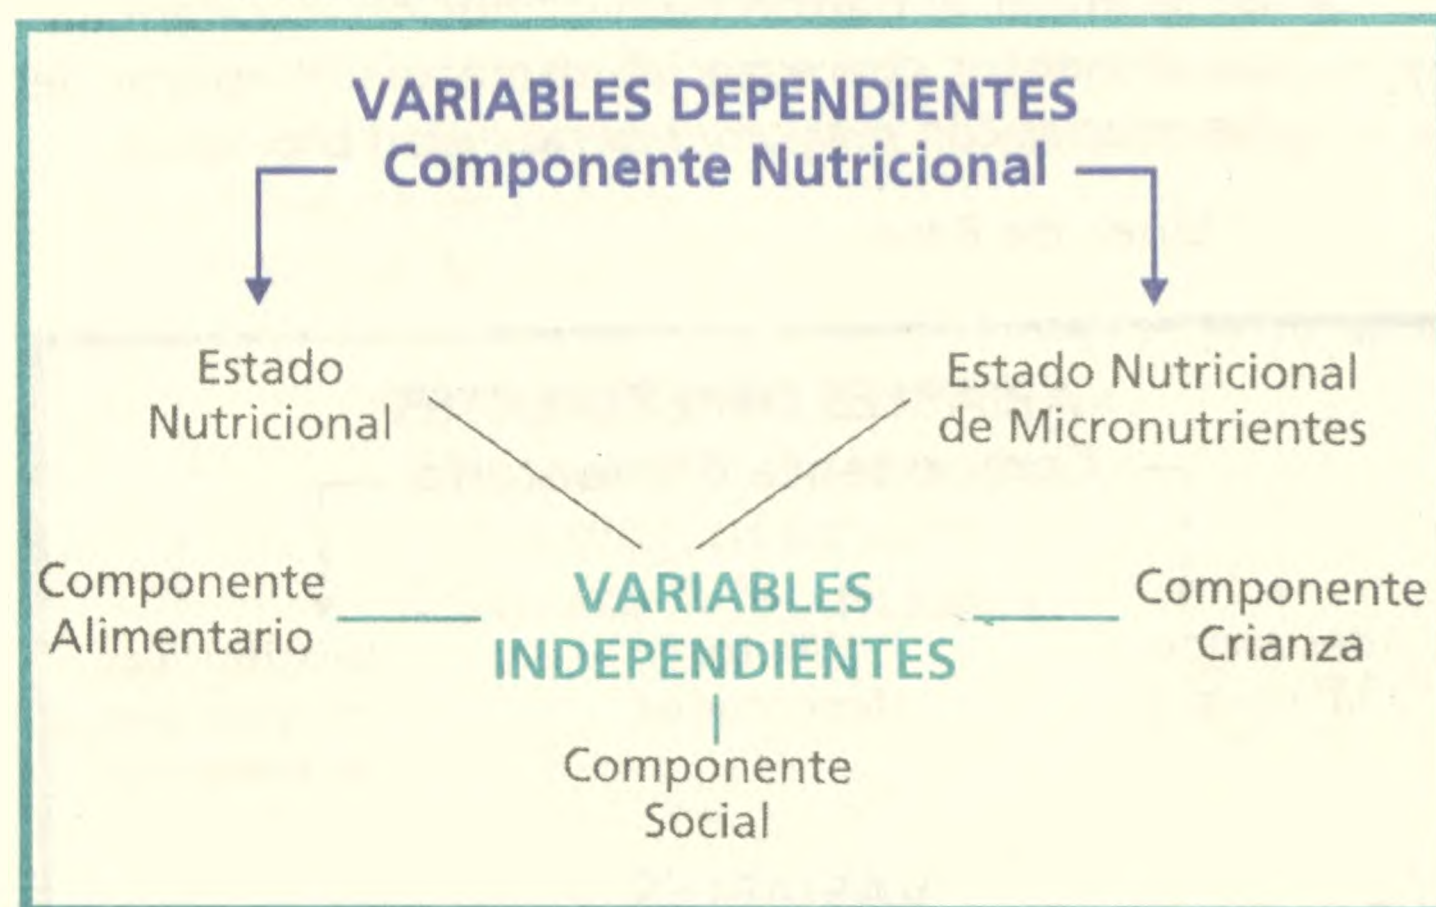 VARIABLES DEPENDIENTES
Componente Nutricional
Estado
Nutricional
Estado Nutricional
de Micronutrientes
Componente
Alimentario
VARIABLES
INDEPENDIENTES
Componente
Crianza
Componente
Social